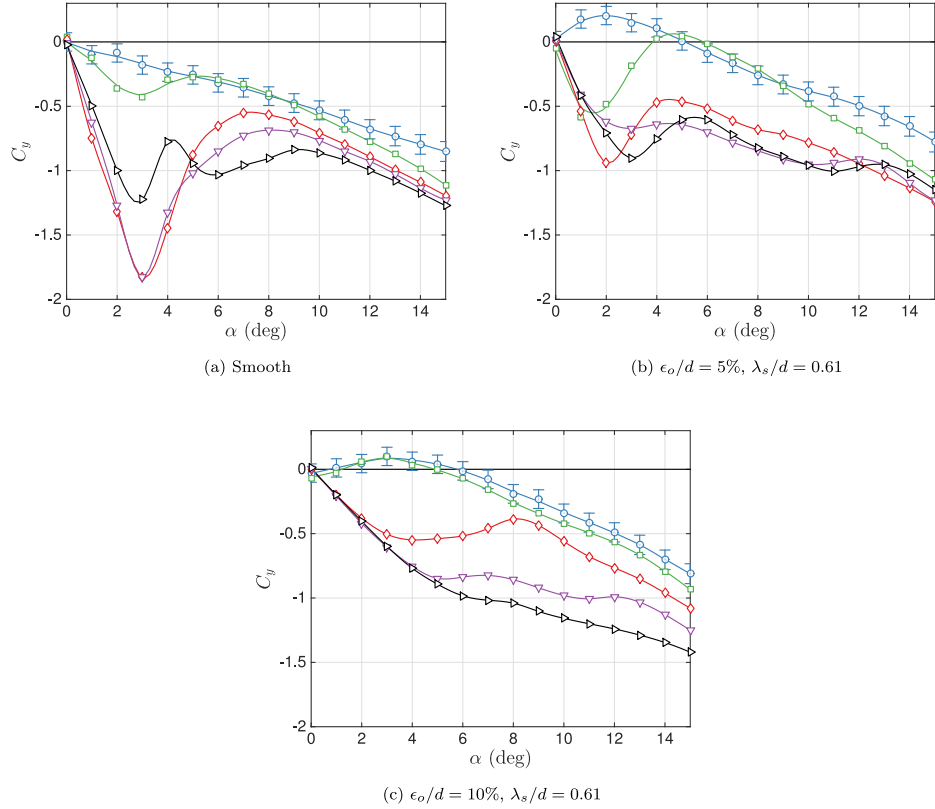 0
-0.5
-1
-1.5
-2
C_y
0 2 4 6 8 10 12 14
α (deg)
(a) Smooth
0
-0.5
-1
-1.5
-2
C_y
0 2 4 6 8 10 12 14
α (deg)
(b) ϵ_o/d = 5%, λ_s/d = 0.61
0
-0.5
-1
-1.5
-2
C_y
0 2 4 6 8 10 12 14
α (deg)
(c) ϵ_o/d = 10%, λ_s/d = 0.61